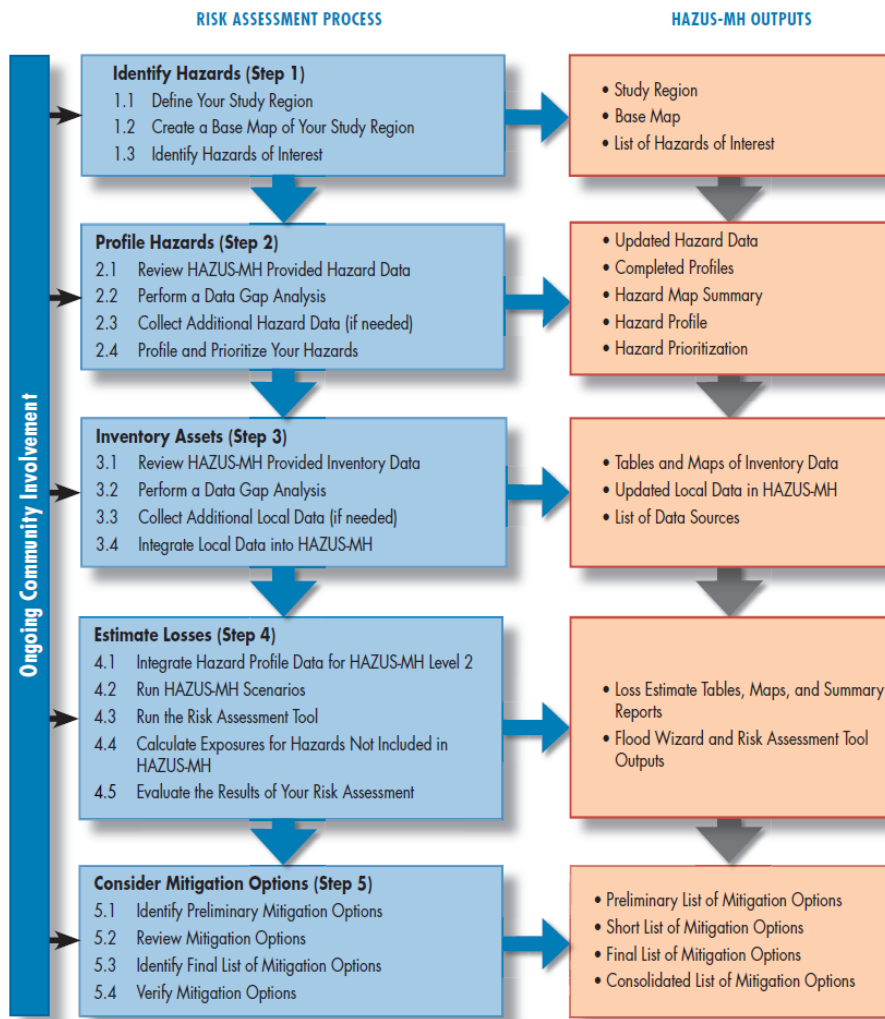 RISK ASSESSMENT PROCESS
HAZUS-MH OUTPUTS
Ongoing Community Involvement
Identify Hazards (Step 1)
1.1 Define Your Study Region
1.2 Create a Base Map of Your Study Region
1.3 Identify Hazards of Interest
• Study Region
• Base Map
• List of Hazards of Interest
Profile Hazards (Step 2)
2.1 Review HAZUS-MH Provided Hazard Data
2.2 Perform a Data Gap Analysis
2.3 Collect Additional Hazard Data (if needed)
2.4 Profile and Prioritize Your Hazards
• Updated Hazard Data
• Completed Profiles
• Hazard Map Summary
• Hazard Profile
• Hazard Prioritization
Inventory Assets (Step 3)
3.1 Review HAZUS-MH Provided Inventory Data
3.2 Perform a Data Gap Analysis
3.3 Collect Additional Local Data (if needed)
3.4 Integrate Local Data into HAZUS-MH
• Tables and Maps of Inventory Data
• Updated Local Data in HAZUS-MH
• List of Data Sources
Estimate Losses (Step 4)
4.1 Integrate Hazard Profile Data for HAZUS-MH Level 2
4.2 Run HAZUS-MH Scenarios
4.3 Run the Risk Assessment Tool
4.4 Calculate Exposures for Hazards Not Included in
HAZUS-MH
4.5 Evaluate the Results of Your Risk Assessment
• Loss Estimate Tables, Maps, and Summary
Reports
• Flood Wizard and Risk Assessment Tool
Outputs
Consider Mitigation Options (Step 5)
5.1 Identify Preliminary Mitigation Options
5.2 Review Mitigation Options
5.3 Identify Final List of Mitigation Options
5.4 Verify Mitigation Options
• Preliminary List of Mitigation Options
• Short List of Mitigation Options
• Final List of Mitigation Options
• Consolidated List of Mitigation Options